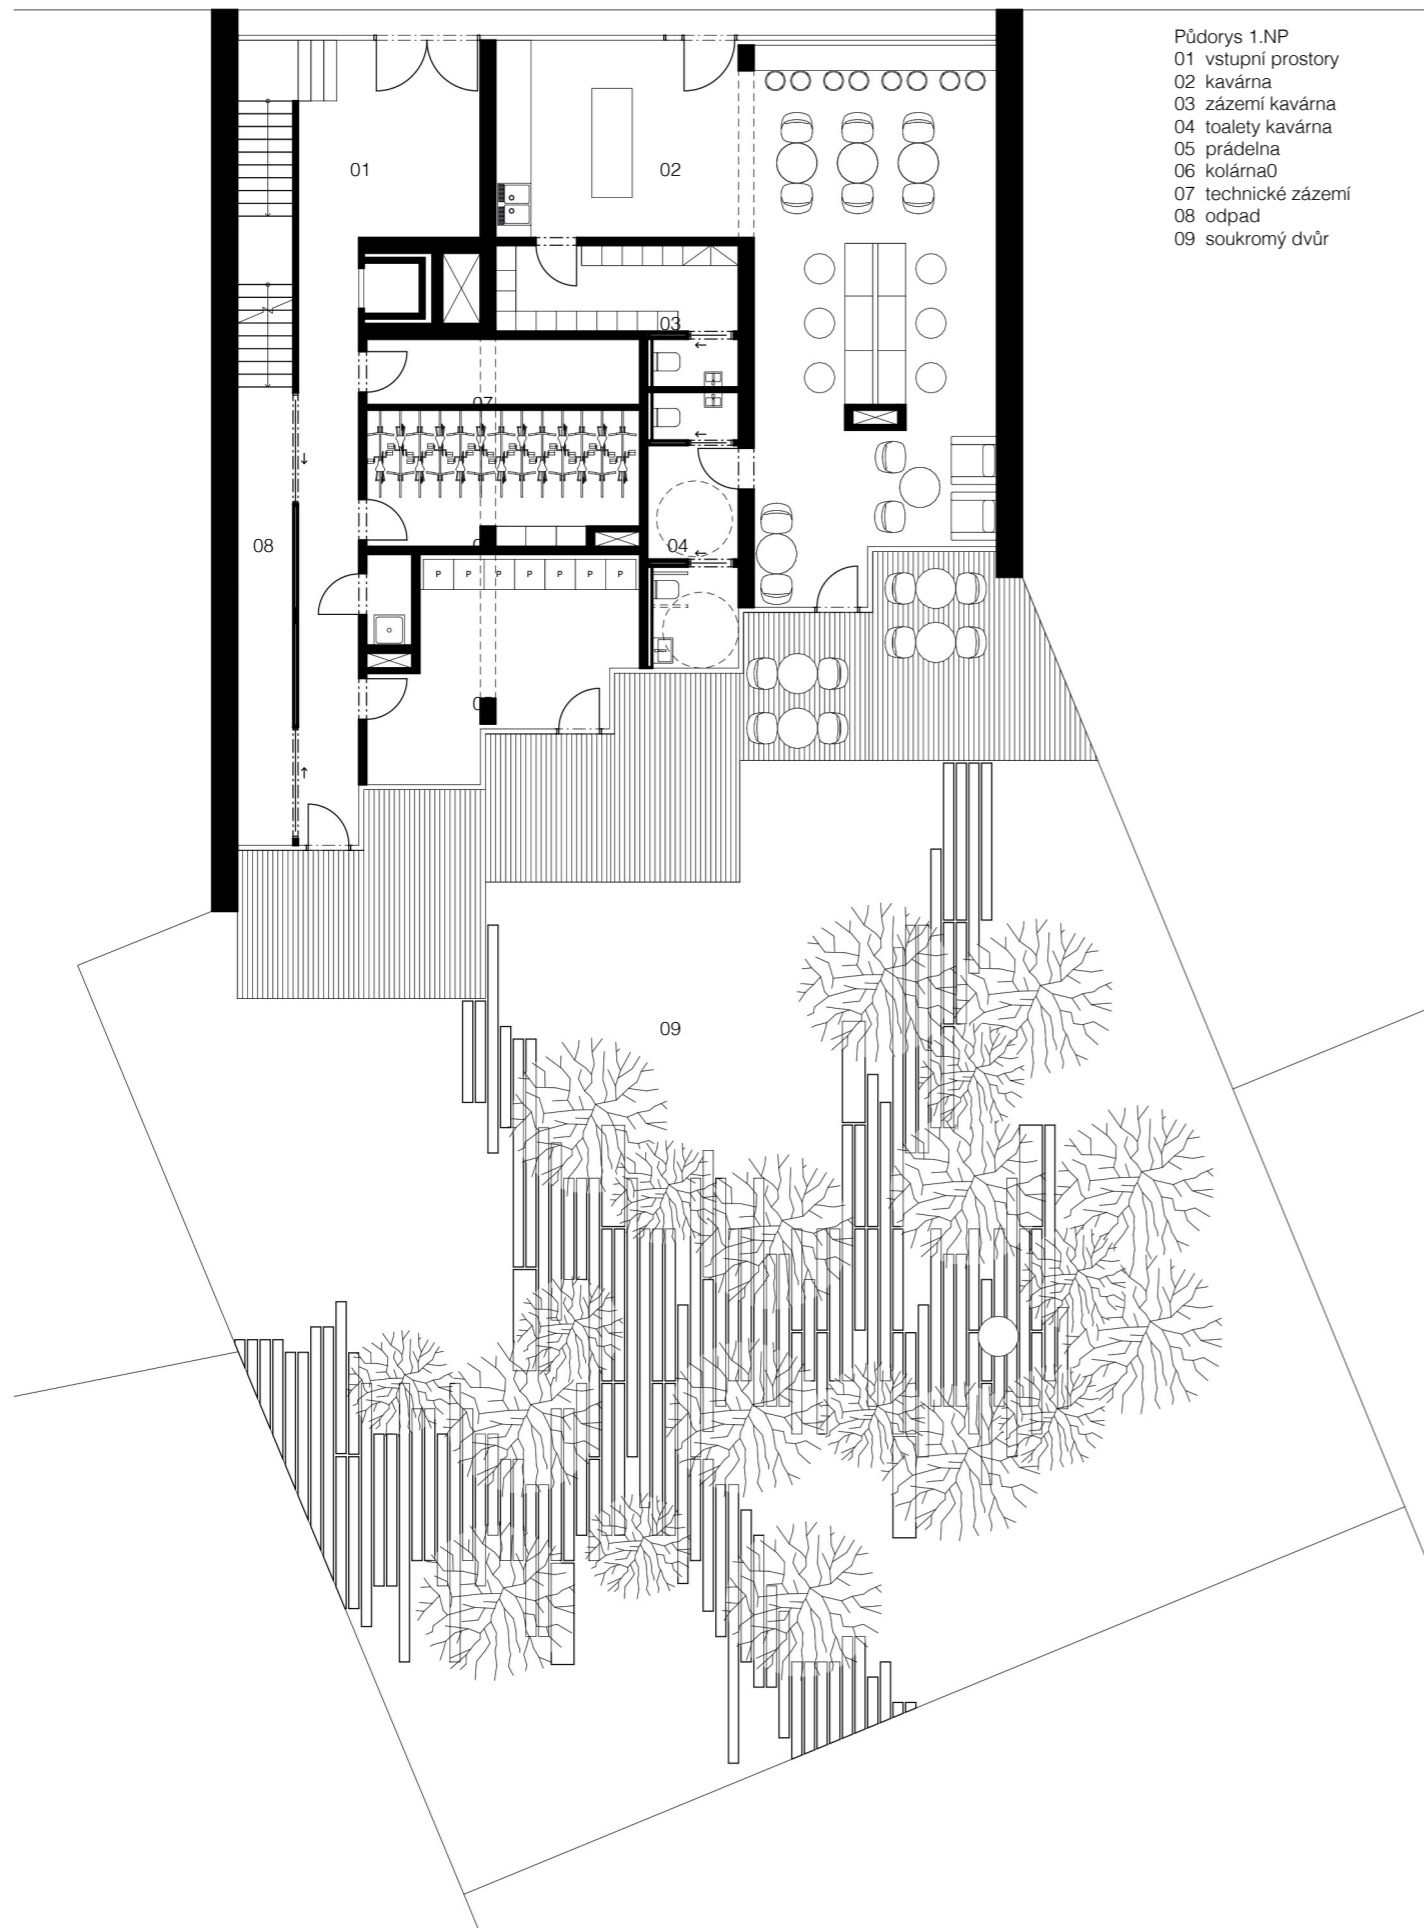 Půdorys 1.NP
01 vstupní prostory
02 kavárna
03 zázemí kavárna
04 toalety kavárna
05 prádelna
06 kolárna0
07 technické zázemí
08 odpad
09 soukromý dvůr
01
02
03
07
08
04
P P P P P P P
09